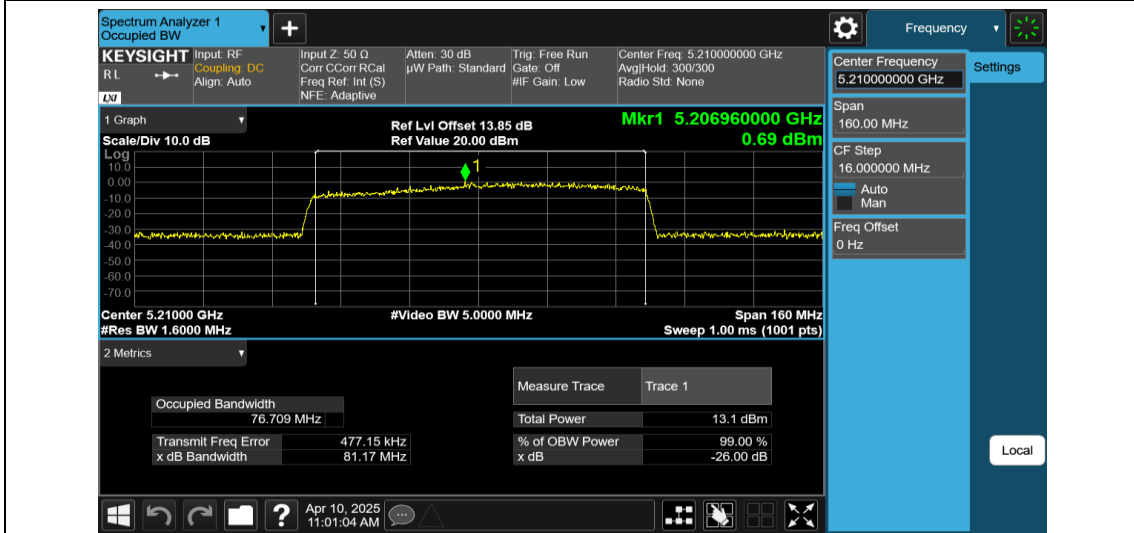 Spectrum Analyzer 1
Occupied BW
Frequency
KEYSIGHT
R L
LXI
Input: RF
Coupling: DC
Align: Auto
Input Z: 50 Ω
Corr CCorr RCal
Freq Ref: Int (S)
NFE: Adaptive
Atten: 30 dB
µW Path: Standard
Trig: Free Run
Gate: Off
#IF Gain: Low
Center Freq: 5.210000000 GHz
Avg|Hold: 300/300
Radio Std: None
Center Frequency
5.210000000 GHz
Settings
Span
160.00 MHz
CF Step
16.000000 MHz
Auto
Man
Freq Offset
0 Hz
Local
1 Graph
Scale/Div 10.0 dB
Ref Lvl Offset 13.85 dB
Ref Value 20.00 dBm
Mkr1 5.206960000 GHz
0.69 dBm
Log
10.0
0.00
-10.0
-20.0
-30.0
-40.0
-50.0
-60.0
-70.0
1
Center 5.21000 GHz
#Res BW 1.6000 MHz
#Video BW 5.0000 MHz
Span 160 MHz
Sweep 1.00 ms (1001 pts)
2 Metrics
Measure Trace Trace 1
Occupied Bandwidth
76.709 MHz
Total Power 13.1 dBm
Transmit Freq Error 477.15 kHz
% of OBW Power 99.00 %
x dB Bandwidth 81.17 MHz
x dB -26.00 dB
?
Apr 10, 2025
11:01:04 AM